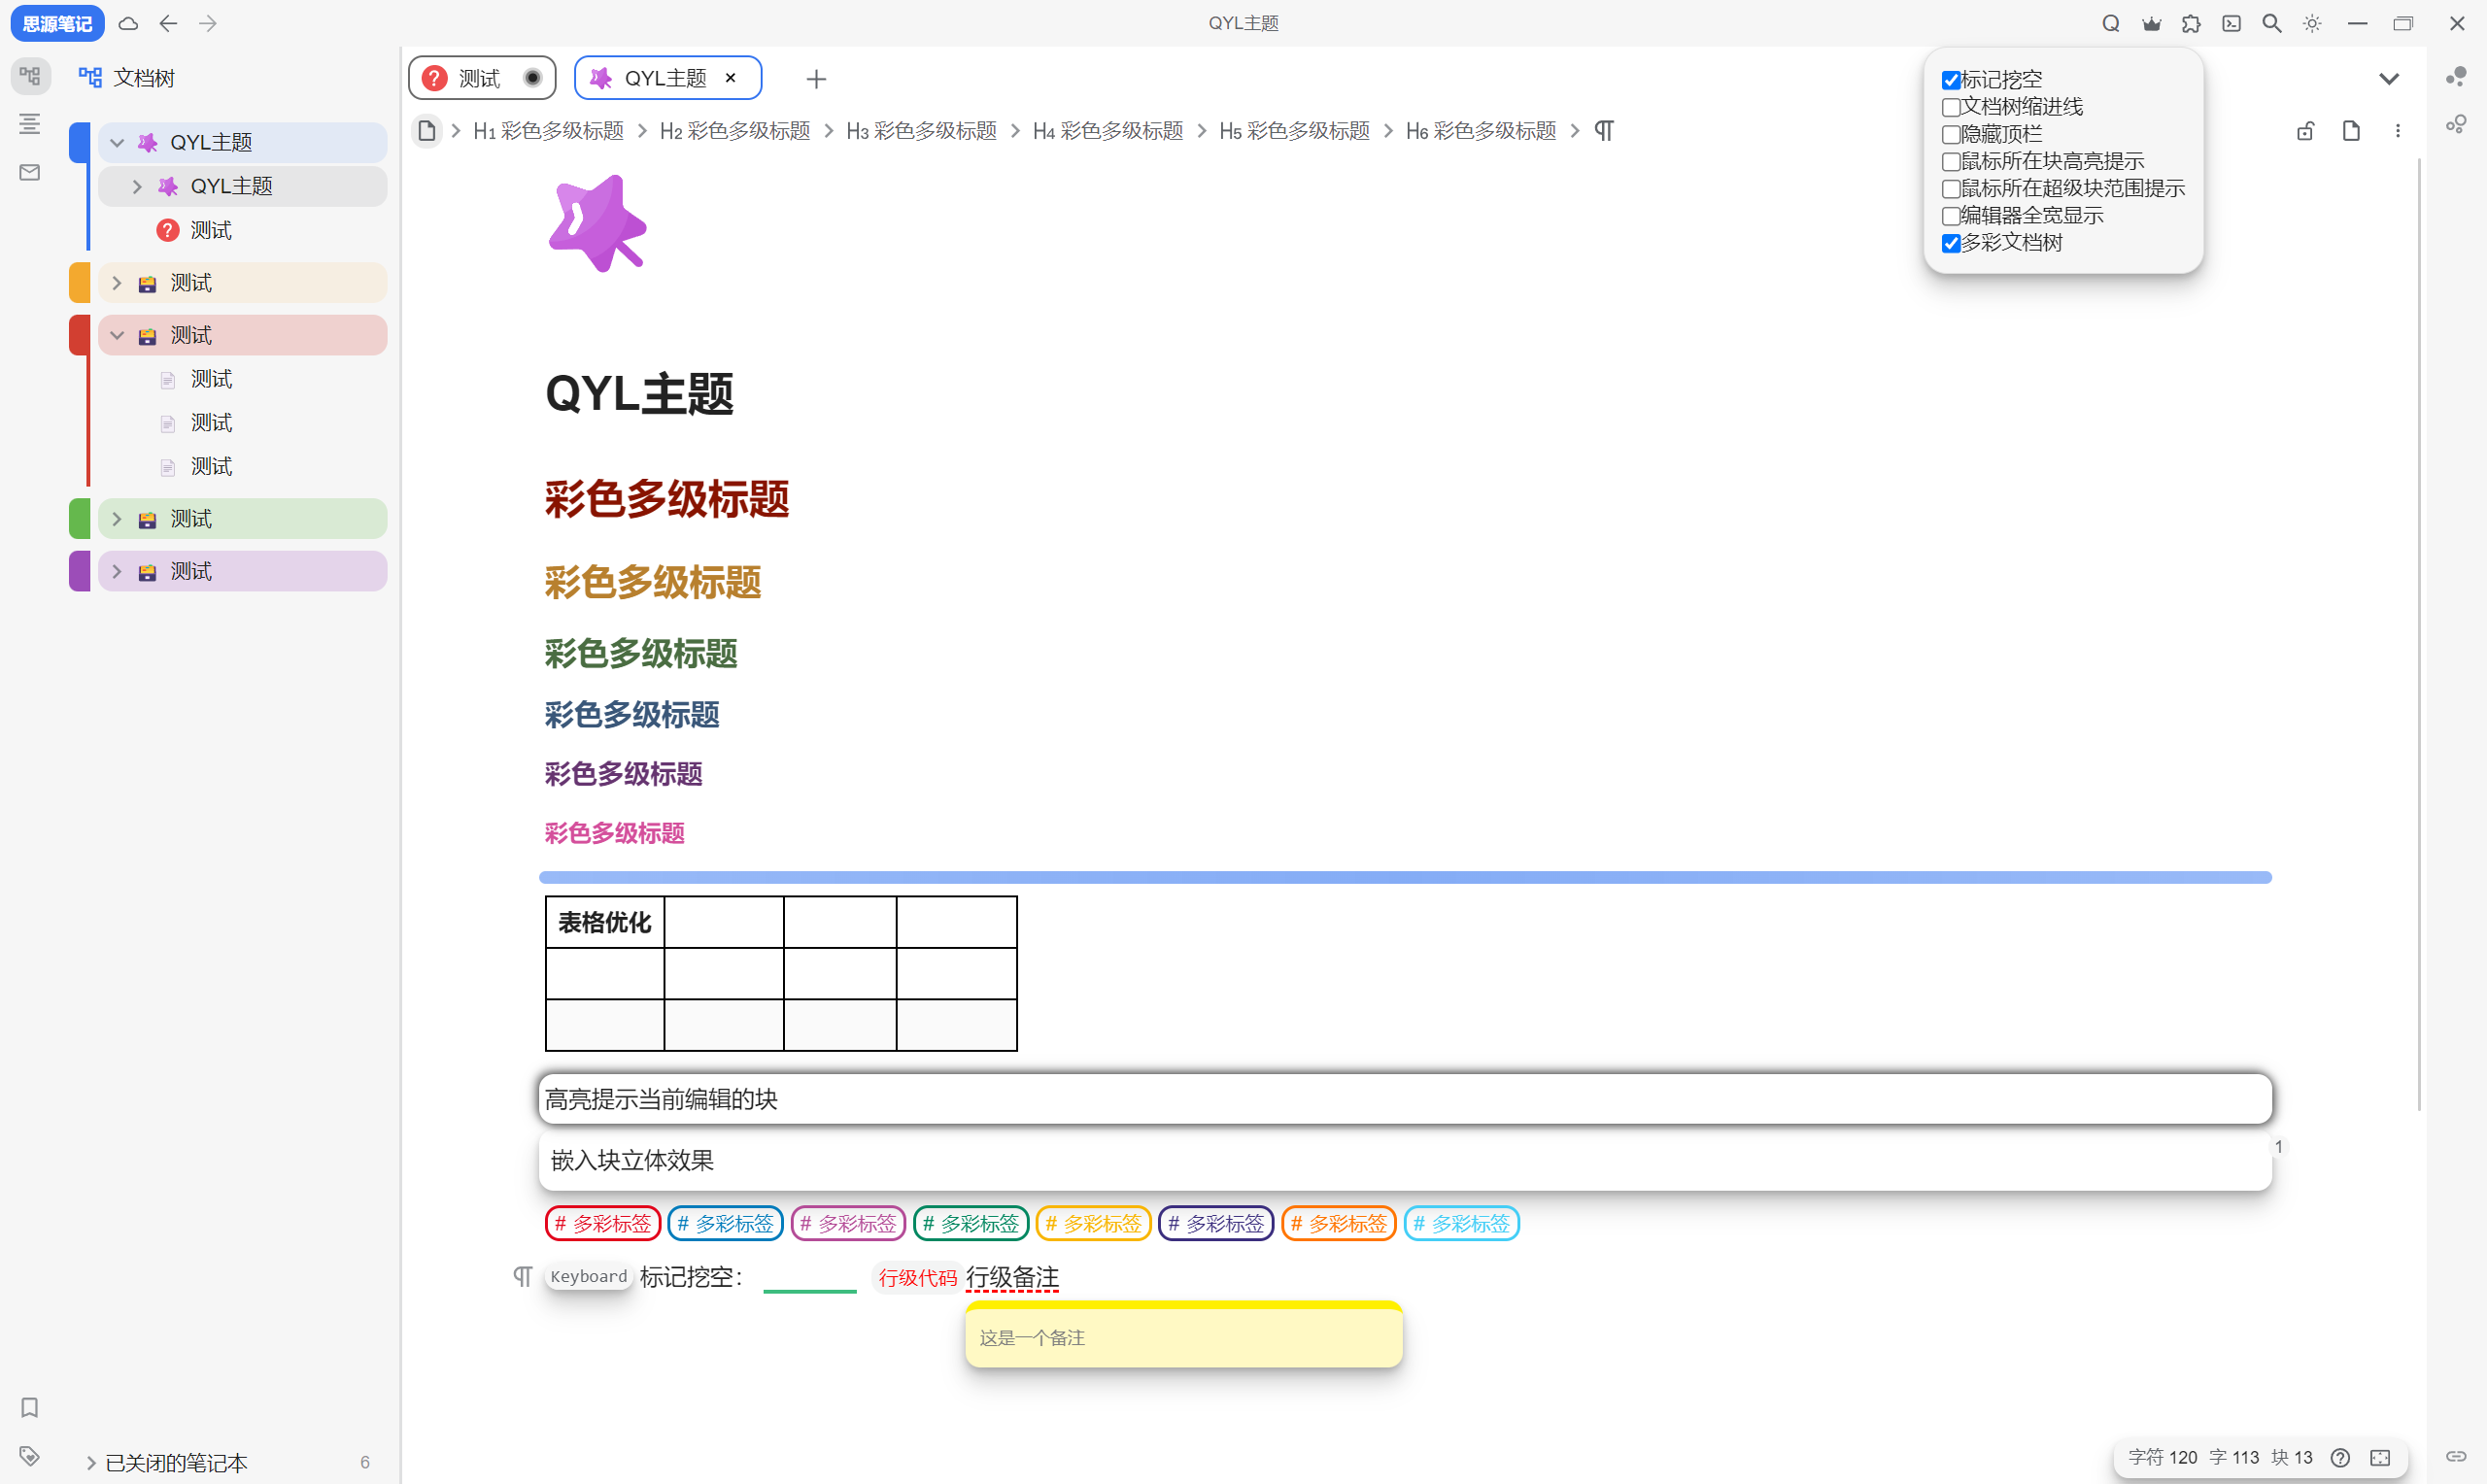 思源笔记
QYL主题
文档树
QYL主题
QYL主题
? 测试
测试
测试
测试
测试
测试
测试
测试
已关闭的笔记本 6
? 测试
QYL主题
H1 彩色多级标题 H2 彩色多级标题 H3 彩色多级标题 H4 彩色多级标题 H5 彩色多级标题 H6 彩色多级标题
标记挖空
文档树缩进线
隐藏顶栏
鼠标所在块高亮提示
鼠标所在超级块范围提示
编辑器全宽显示
多彩文档树
QYL主题
彩色多级标题
彩色多级标题
彩色多级标题
彩色多级标题
彩色多级标题
彩色多级标题
表格优化
高亮提示当前编辑的块
嵌入块立体效果
1
# 多彩标签 # 多彩标签 # 多彩标签 # 多彩标签 # 多彩标签 # 多彩标签 # 多彩标签 # 多彩标签
Keyboard 标记挖空： 行级代码 行级备注
这是一个备注
字符 120 字 113 块 13